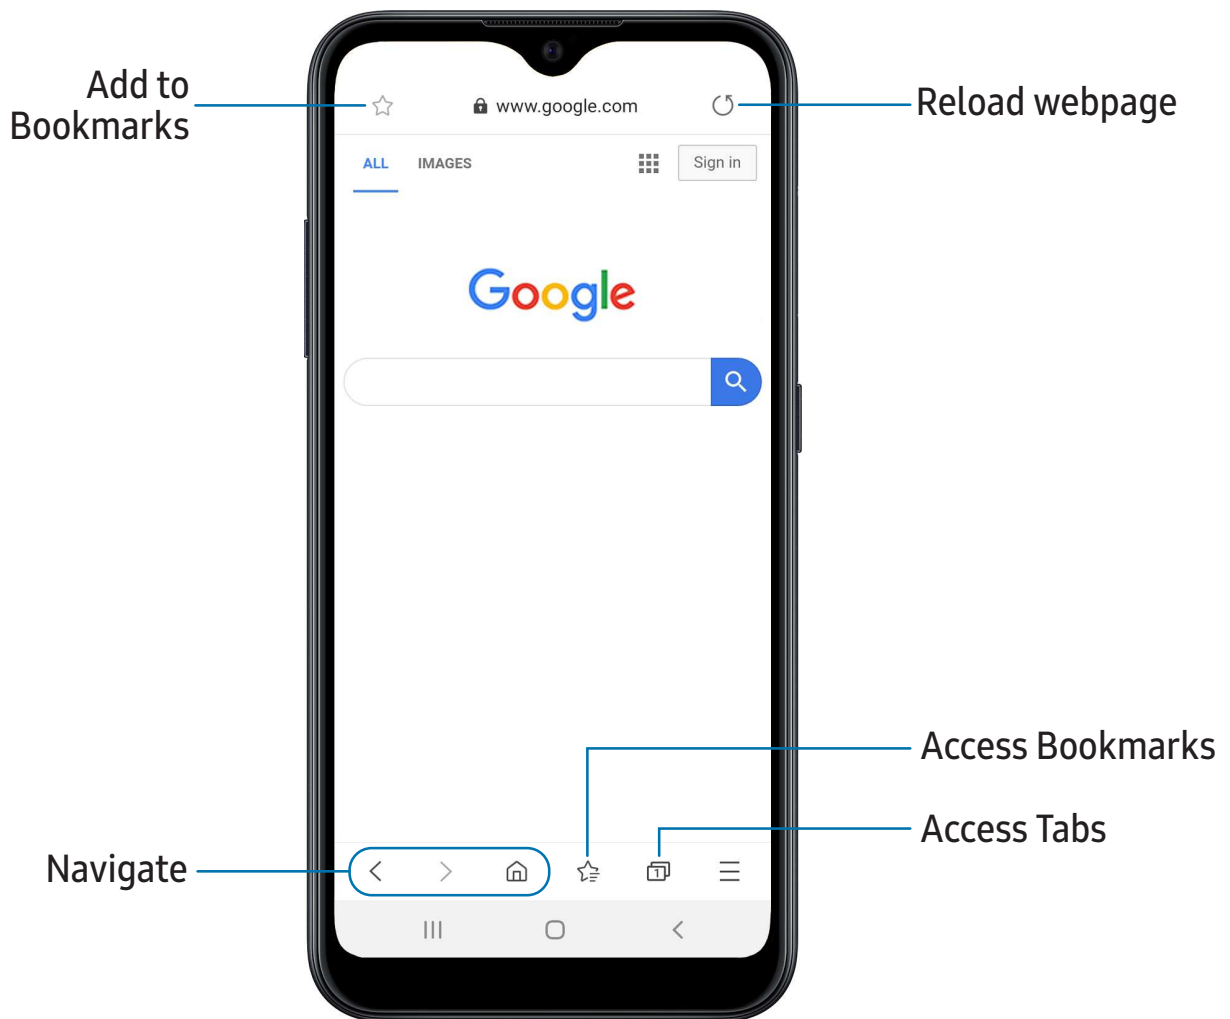 Add to
Bookmarks
www.google.com
Reload webpage
ALL IMAGES Sign in
Google
Access Bookmarks
Access Tabs
Navigate
1